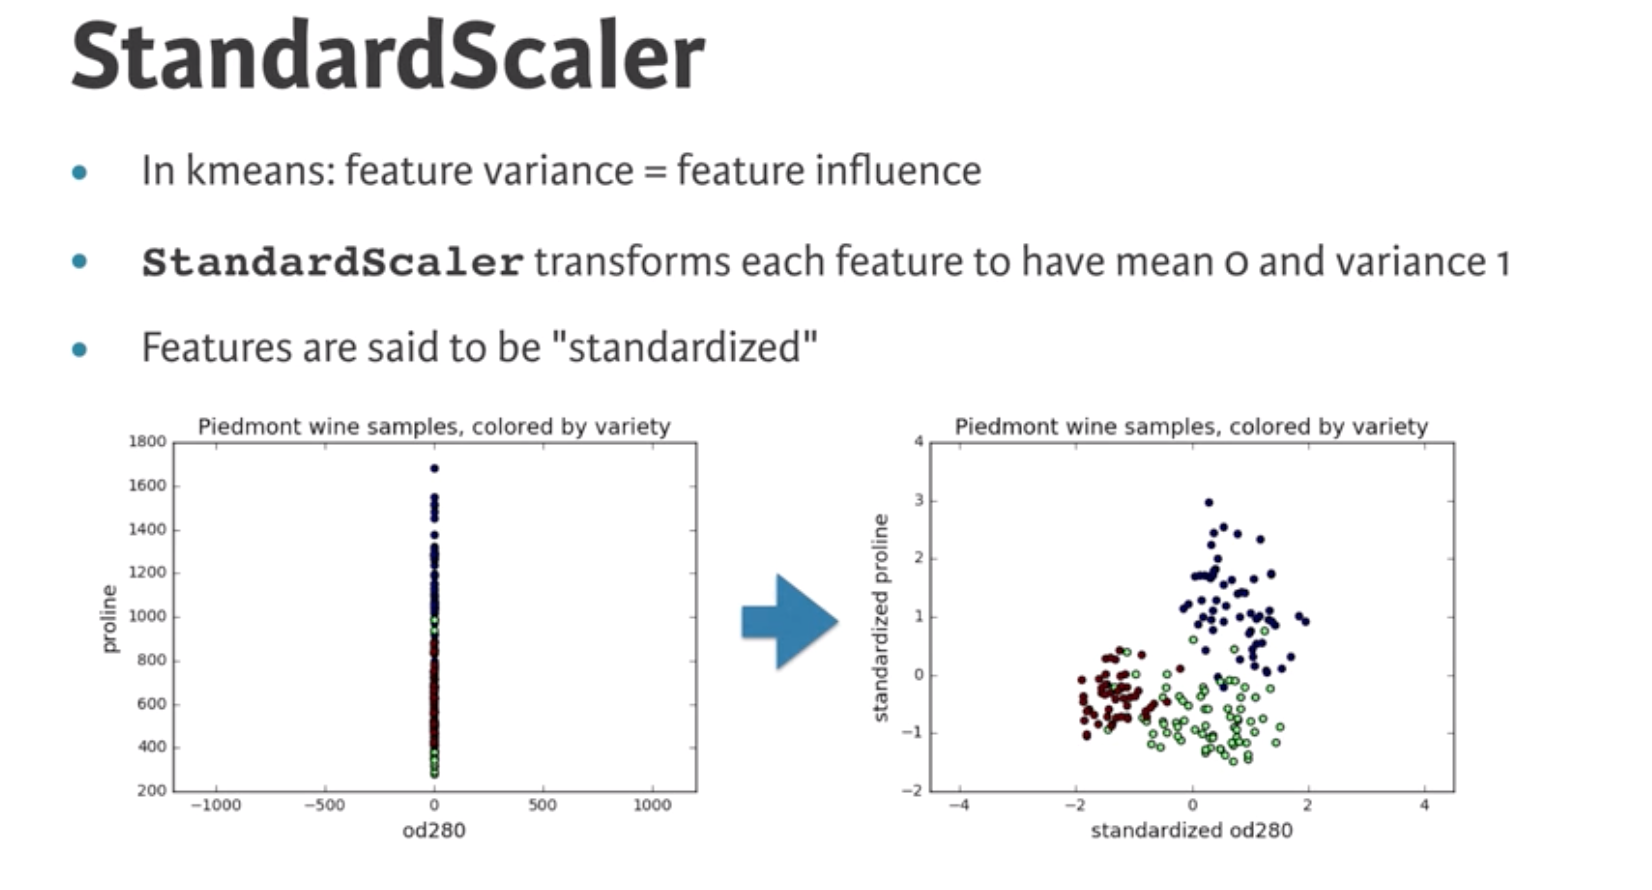 StandardScaler
• In kmeans: feature variance = feature influence
• StandardScaler transforms each feature to have mean 0 and variance 1
• Features are said to be "standardized"
Piedmont wine samples, colored by variety
1800
1600
1400
1200
1000
800
600
400
200
proline
−1000 −500 0 500 1000
od280
Piedmont wine samples, colored by variety
4
3
2
1
0
−1
−2
standardized proline
−4 −2 0 2 4
standardized od280